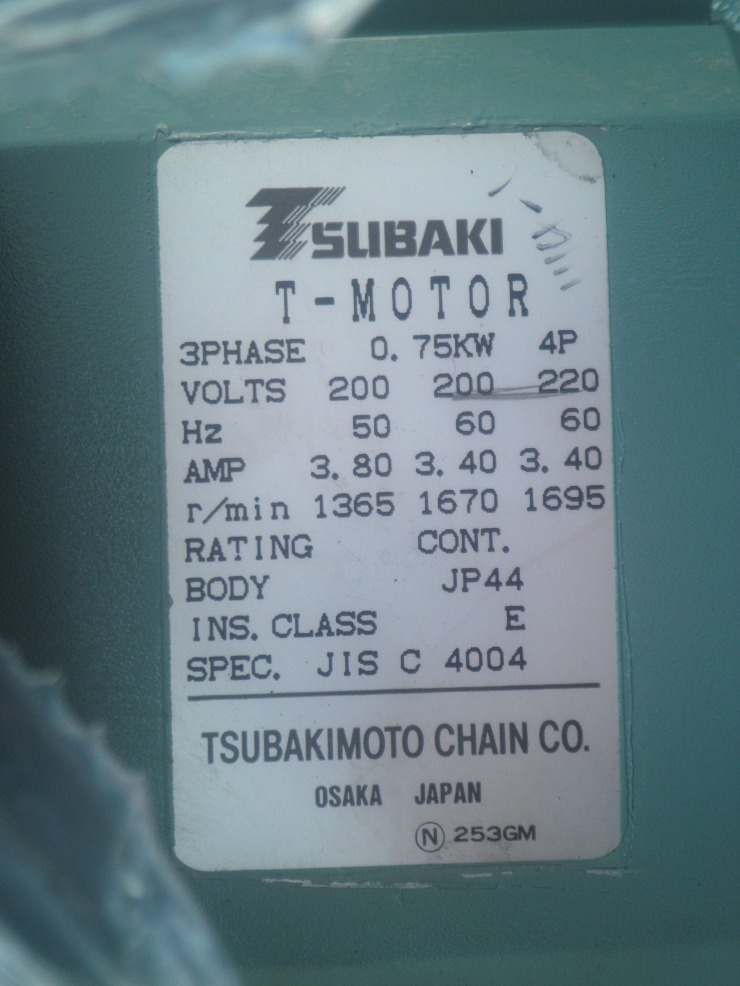 TSUBAKI
T-MOTOR
3PHASE 0.75KW 4P
VOLTS 200 200 220
Hz 50 60 60
AMP 3.80 3.40 3.40
r/min 1365 1670 1695
RATING CONT.
BODY JP44
INS. CLASS E
SPEC. JIS C 4004
TSUBAKIMOTO CHAIN CO.
OSAKA JAPAN
Ⓝ 253GM